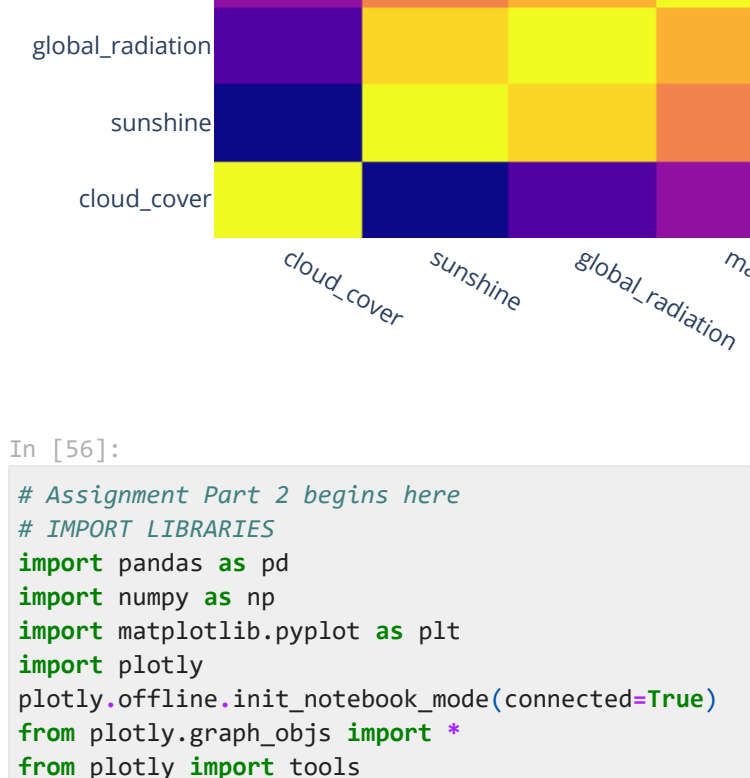 global_radiation
sunshine
cloud_cover
cloud_cover
sunshine
global_radiation
In [56]:
# Assignment Part 2 begins here
# IMPORT LIBRARIES
import pandas as pd
import numpy as np
import matplotlib.pyplot as plt
import plotly
plotly.offline.init_notebook_mode(connected=True)
from plotly.graph_objs import *
from plotly import tools